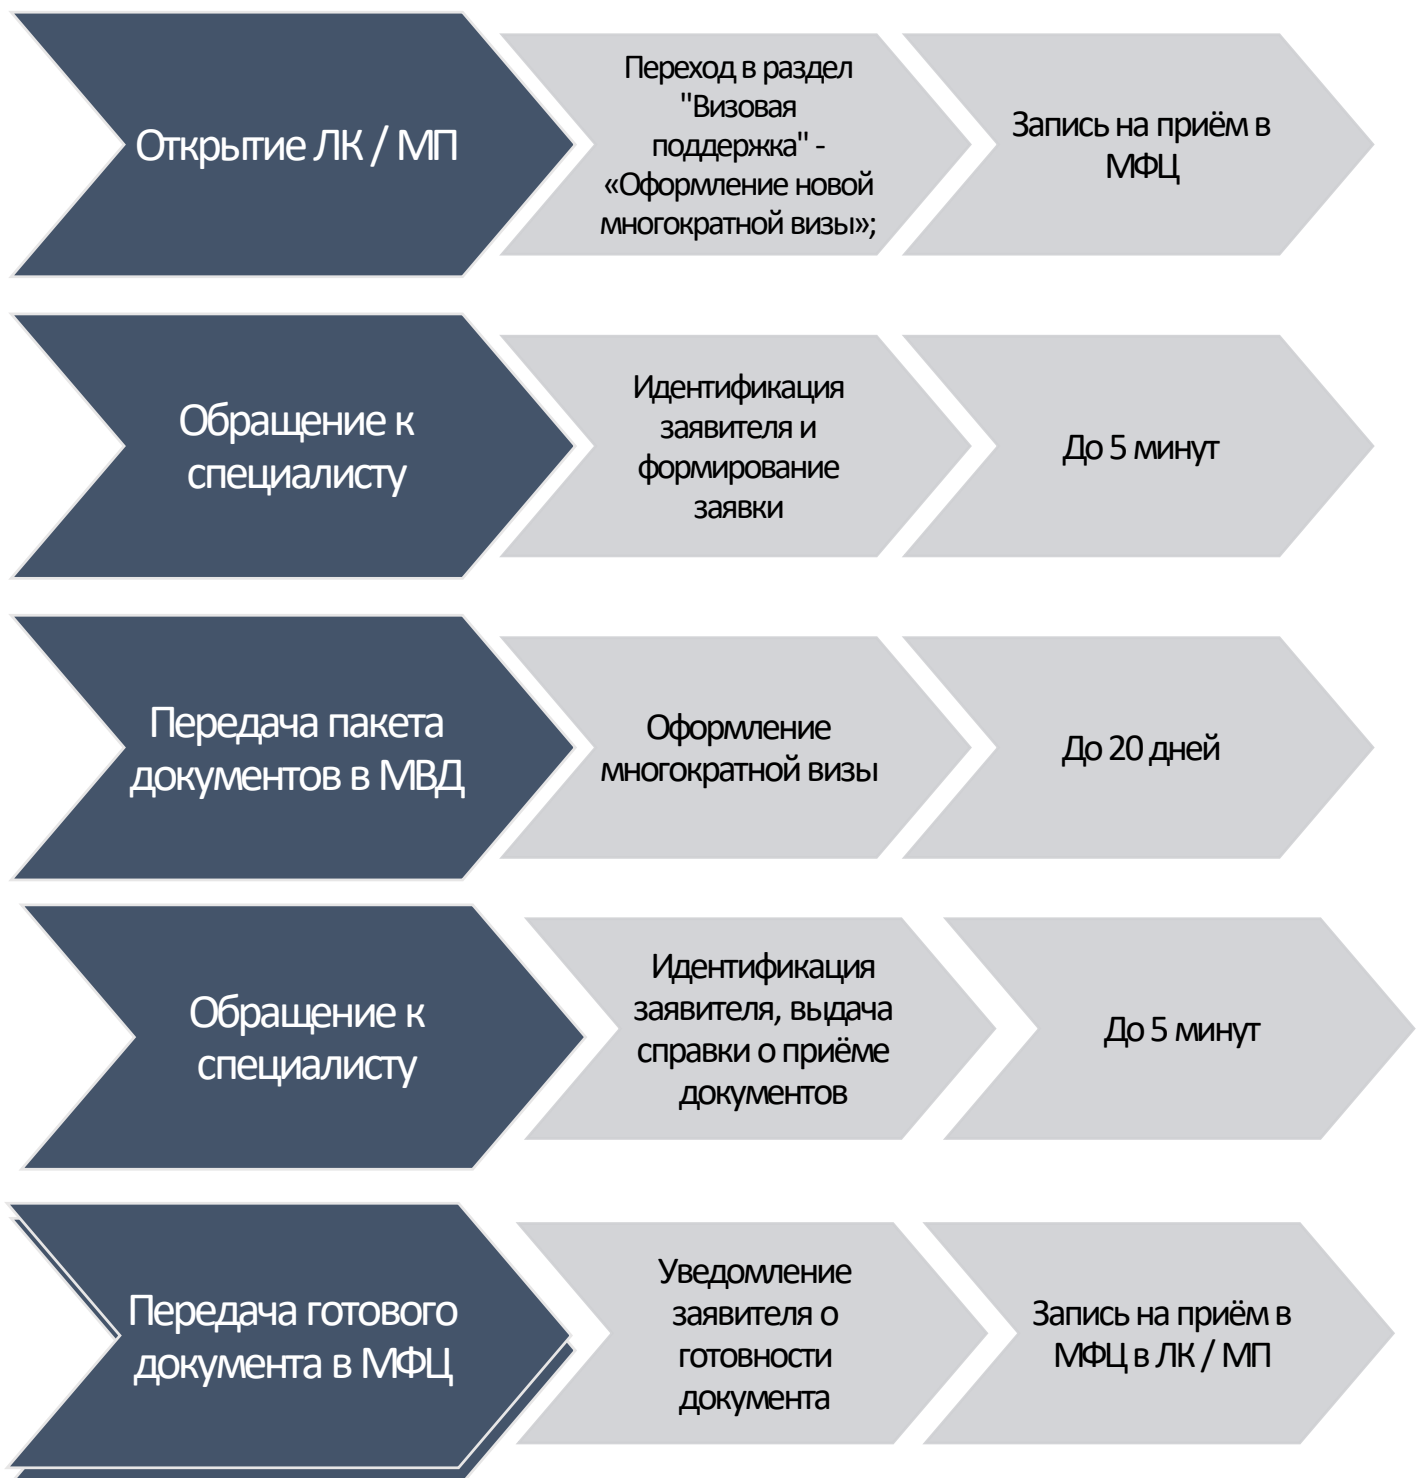 Открытие ЛК / МП
Переход в раздел
"Визовая
поддержка" -
«Оформление новой
многократной визы»;
Запись на приём в
МФЦ
Обращение к
специалисту
Идентификация
заявителя и
формирование
заявки
До 5 минут
Передача пакета
документов в МВД
Оформление
многократной визы
До 20 дней
Обращение к
специалисту
Идентификация
заявителя, выдача
справки о приёме
документов
До 5 минут
Передача готового
документа в МФЦ
Уведомление
заявителя о
готовности
документа
Запись на приём в
МФЦ в ЛК / МП